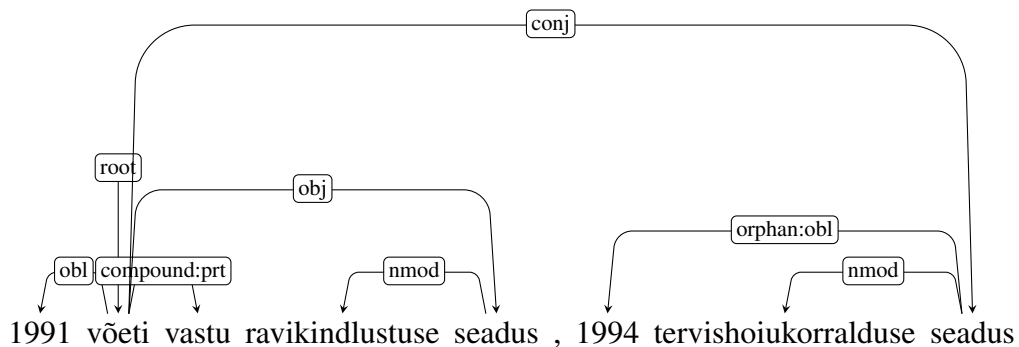 conj
root
obj
orphan:obl
obl compound:prt nmod nmod
1991 võeti vastu ravikindlustuse seadus , 1994 tervishoiukorralduse seadus